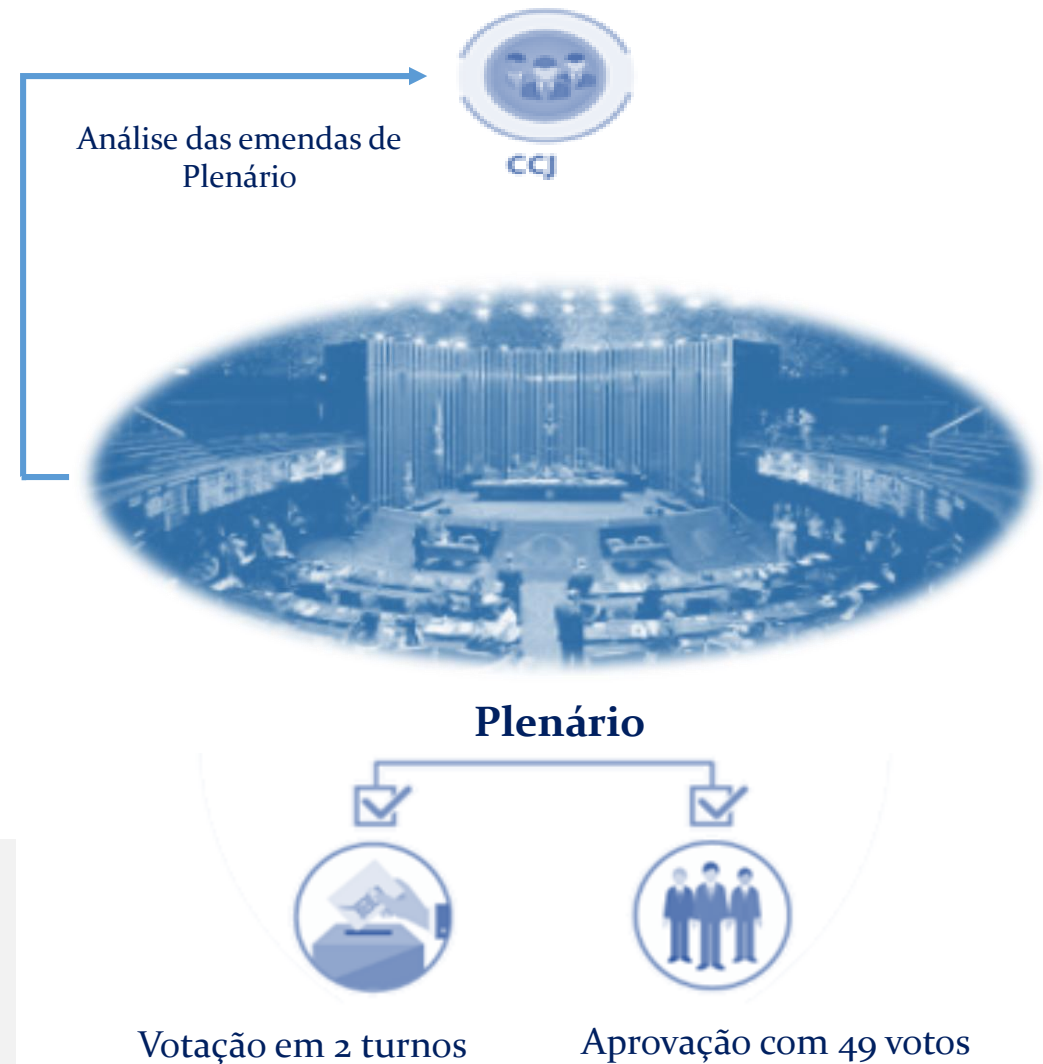 Análise das emendas de
Plenário
CCJ
Plenário
Votação em 2 turnos
Aprovação com 49 votos